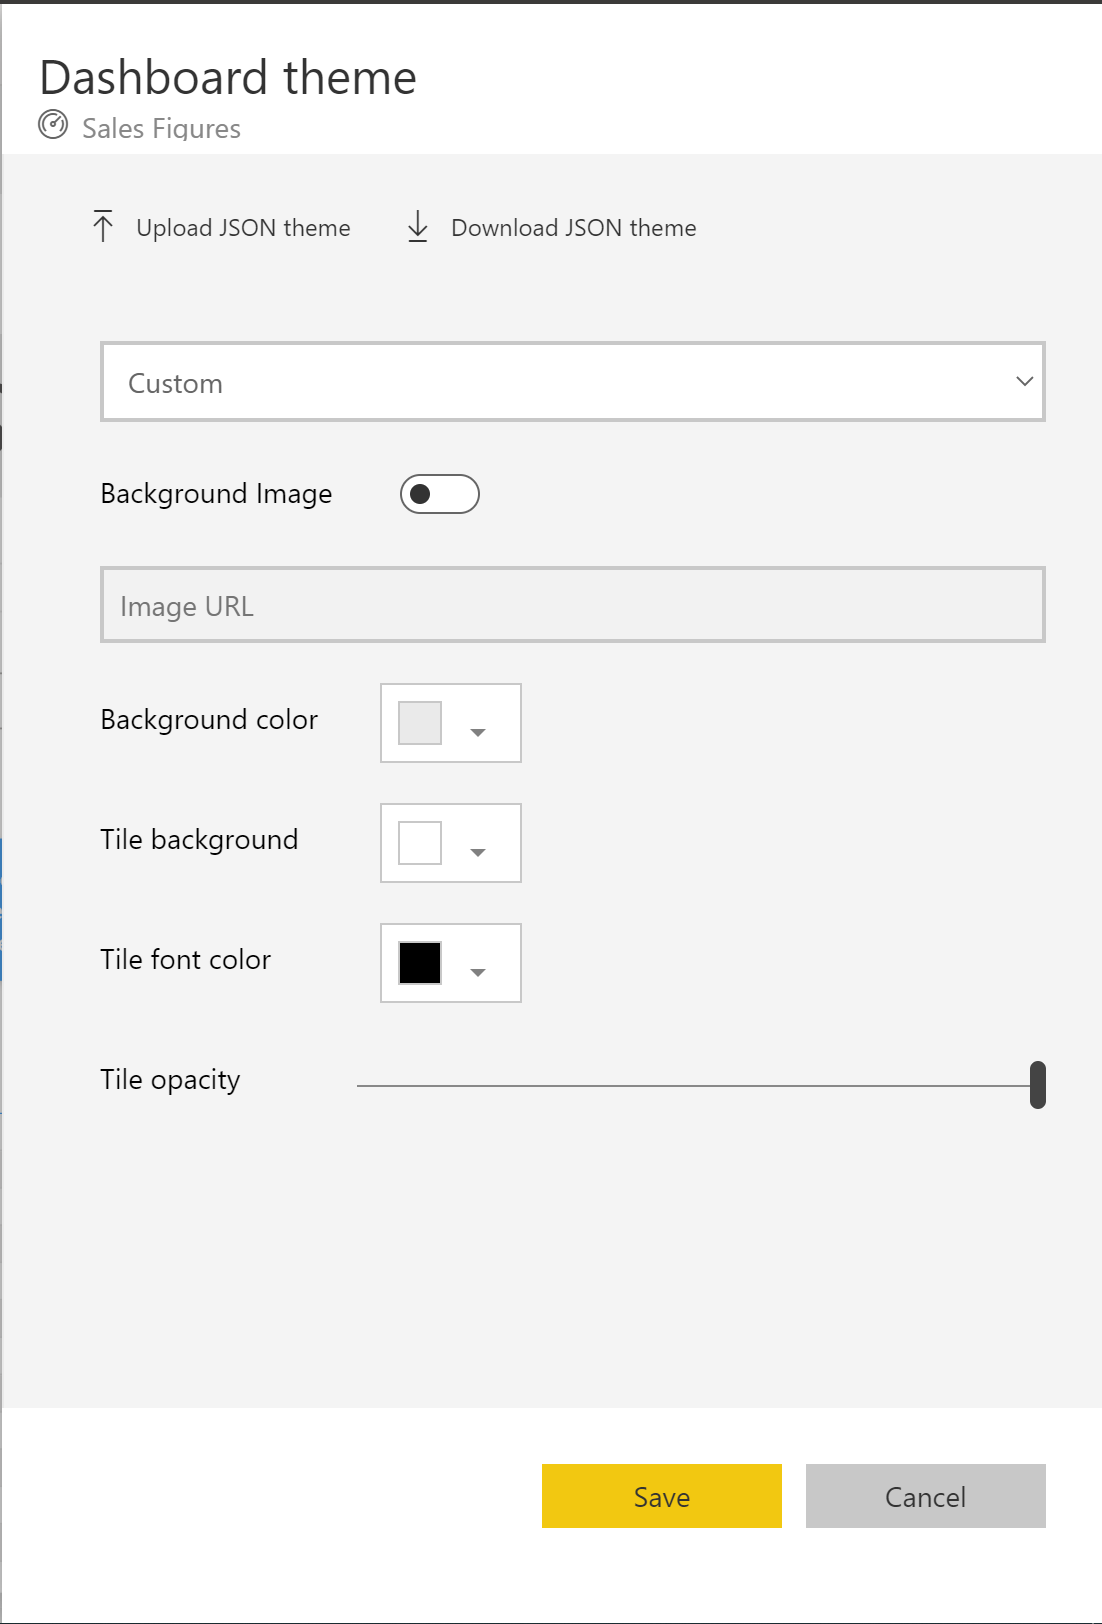 Dashboard theme
Sales Figures
Upload JSON theme Download JSON theme
Custom
Background Image
Image URL
Background color
Tile background
Tile font color
Tile opacity
Save Cancel